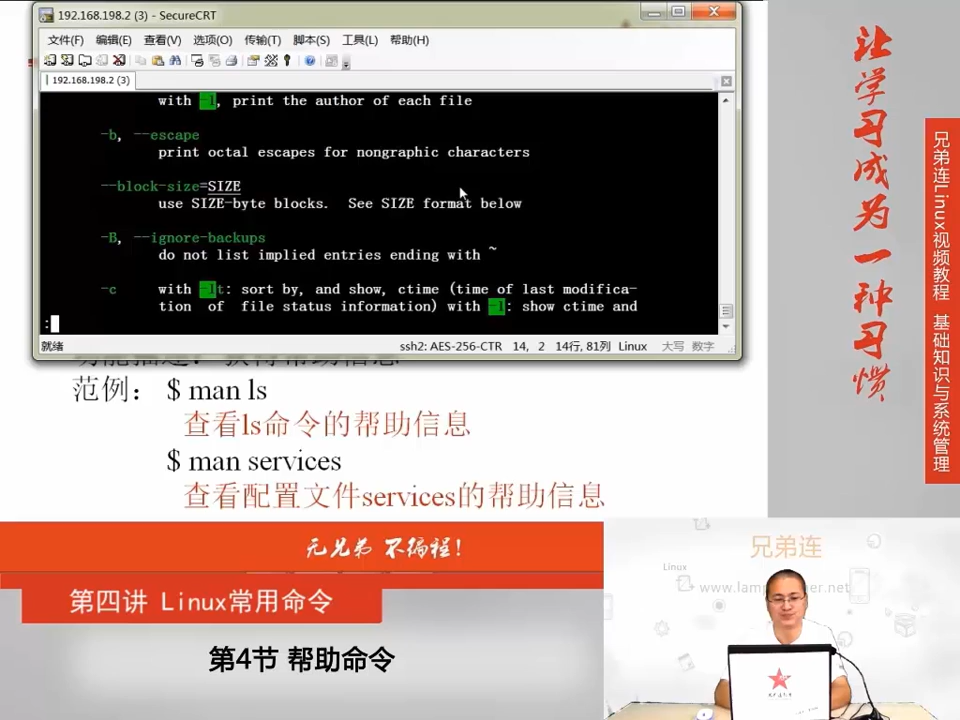 192.168.198.2 (3) - SecureCRT
文件(F) 编辑(E) 查看(V) 选项(O) 传输(T) 脚本(S) 工具(L) 帮助(H)
192.168.198.2 (3)
with -l, print the author of each file
-b, --escape
print octal escapes for nongraphic characters
--block-size=SIZE
use SIZE-byte blocks.  See SIZE format below
-B, --ignore-backups
do not list implied entries ending with ~
-c with -lt: sort by, and show, ctime (time of last modifica-
tion  of  file status information) with -l: show ctime and
:
就绪 ssh2: AES-256-CTR 14, 2 14行, 81列 Linux 大写 数字
范例： $ man ls
查看ls命令的帮助信息
$ man services
查看配置文件services的帮助信息
无兄弟 不编程！
第四讲 Linux常用命令
第4节 帮助命令
让学习成为一种习惯
兄弟连Linux视频教程 基础知识与系统管理
兄弟连
Linux